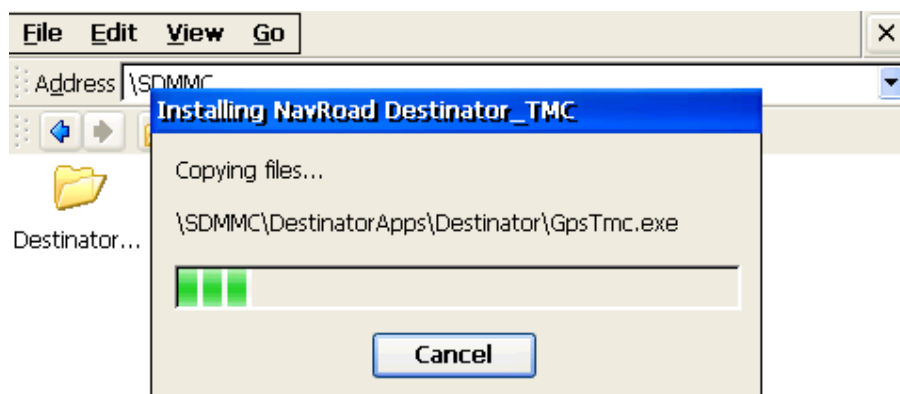 File Edit View Go
Address \SDMMC
Installing NavRoad Destinator_TMC
Copying files...
\SDMMC\DestinatorApps\Destinator\GpsTmc.exe
Destinator...
Cancel